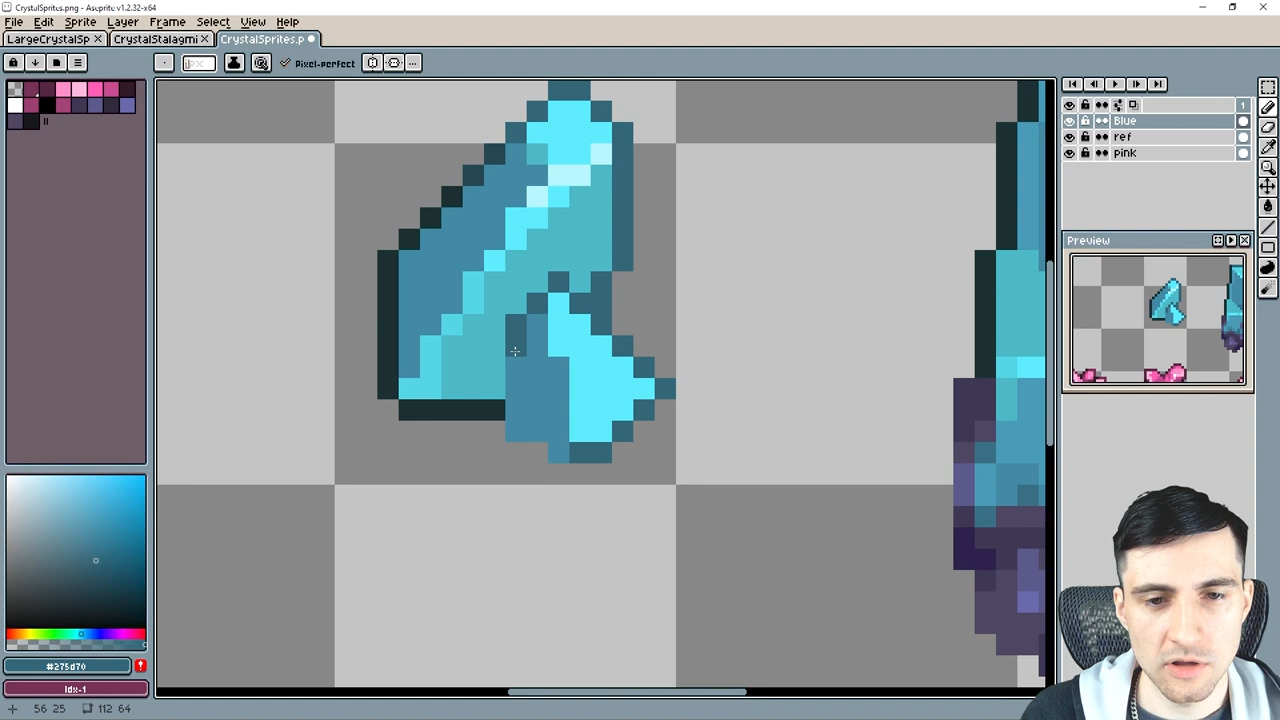 CrystalSprites.png - Aseprite v1.2.32-x64
File Edit Sprite Layer Frame Select View Help
LargeCrystalSp CrystalStalagmi CrystalSprites.p
Pixel-perfect
1
Blue
ref
pink
Preview
#275d70
Idx-1
56 25 112 64